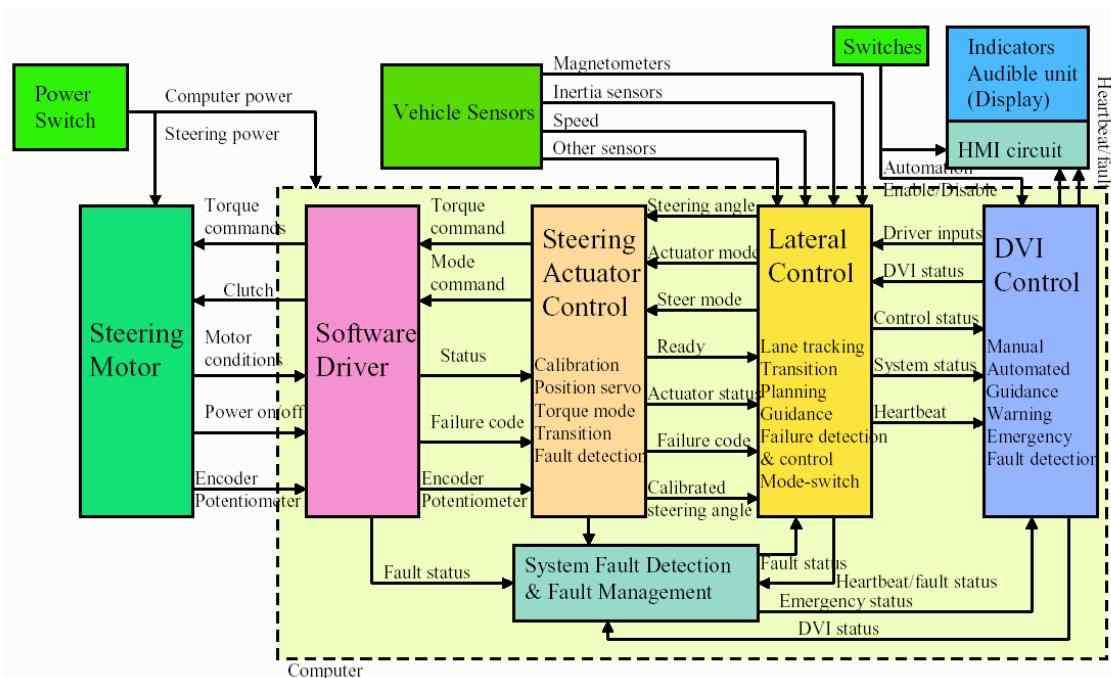 Switches
Indicators
Audible unit
(Display)
HMI circuit
Heartbeat/fault
Power
Switch
Computer power
Steering power
Vehicle Sensors
Magnetometers
Inertia sensors
Speed
Other sensors
Automation
Enable/Disable
Steering
Motor
Torque
commands
Clutch
Motor
conditions
Power on/off
Encoder
Potentiometer
Software
Driver
Torque
command
Mode
command
Status
Failure code
Encoder
Potentiometer
Steering
Actuator
Control
Calibration
Position servo
Torque mode
Transition
Fault detection
Steering angle
Actuator mode
Steer mode
Ready
Actuator status
Failure code
Calibrated
steering angle
Lateral
Control
Lane tracking
Transition
Planning
Guidance
Failure detection
& control
Mode-switch
Driver inputs
DVI status
Control status
System status
Heartbeat
DVI
Control
Manual
Automated
Guidance
Warning
Emergency
Fault detection
System Fault Detection
& Fault Management
Fault status
Fault status
Heartbeat/fault status
Emergency status
DVI status
Computer